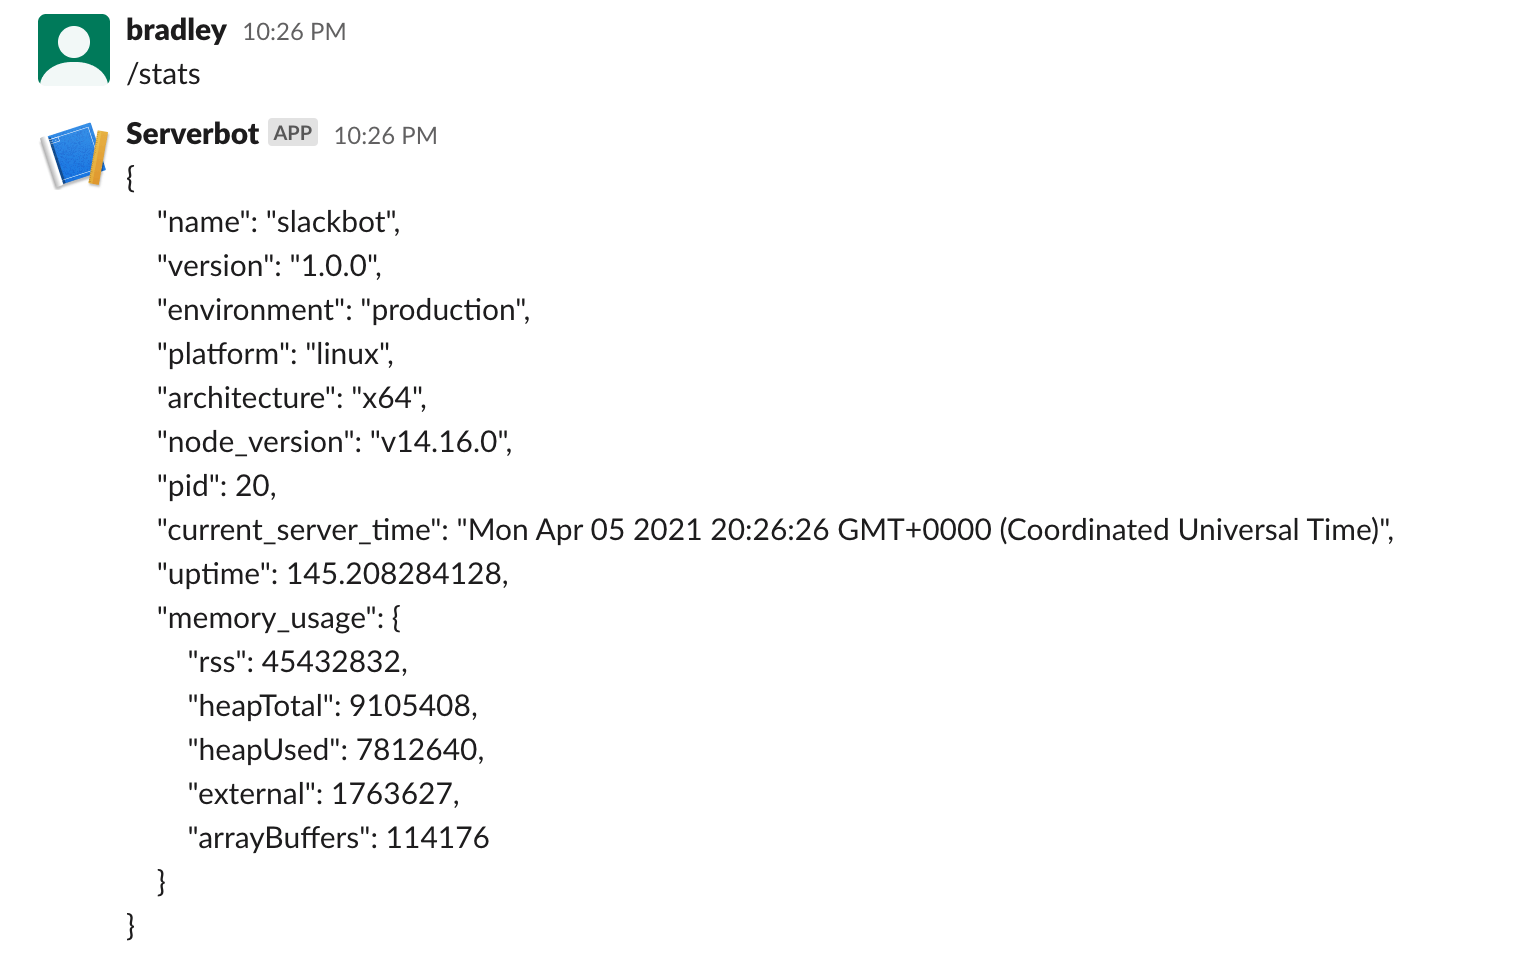 bradley 10:26 PM
/stats
Serverbot APP 10:26 PM
{
"name": "slackbot",
"version": "1.0.0",
"environment": "production",
"platform": "linux",
"architecture": "x64",
"node_version": "v14.16.0",
"pid": 20,
"current_server_time": "Mon Apr 05 2021 20:26:26 GMT+0000 (Coordinated Universal Time)",
"uptime": 145.208284128,
"memory_usage": {
"rss": 45432832,
"heapTotal": 9105408,
"heapUsed": 7812640,
"external": 1763627,
"arrayBuffers": 114176
}
}